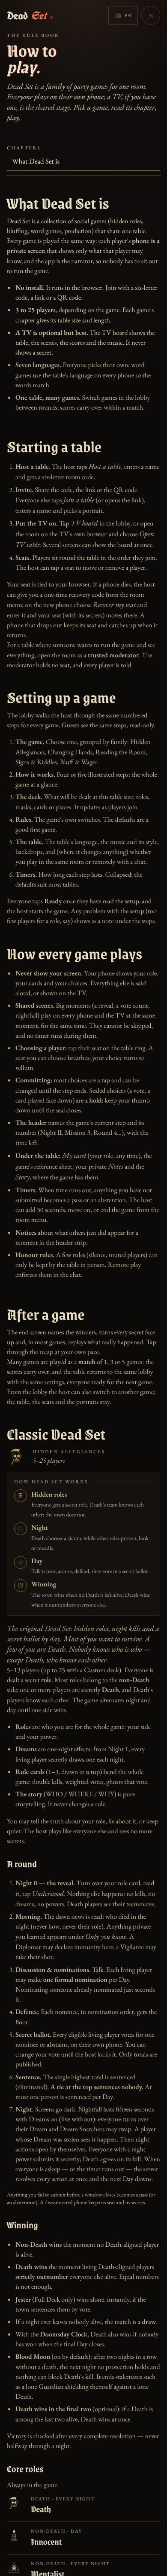 Dead Set
EN
THE RULE BOOK
How to
play.
Dead Set is a family of party games for one room.
Everyone plays on their own phone; a TV, if you have
one, is the shared stage. Pick a game, read its chapter,
play.
CHAPTERS
What Dead Set is
What Dead Set is
Dead Set is a collection of social games (hidden roles,
bluffing, word games, prediction) that share one table.
Every game is played the same way: each player's phone is a
private screen that shows only what that player may
know, and the app is the narrator, so nobody has to sit out
to run the game.
• No install. It runs in the browser. Join with a six-letter
code, a link or a QR code.
• 3 to 25 players, depending on the game. Each game's
chapter gives its table size and length.
• A TV is optional but best. The TV board shows the
table, the scenes, the scores and the music. It never
shows a secret.
• Seven languages. Everyone picks their own; word
games use the table's language on every phone so the
words match.
• One table, many games. Switch games in the lobby
between rounds; scores carry over within a match.
Starting a table
1. Host a table. The host taps Host a table, enters a name
and gets a six-letter room code.
2. Invite. Share the code, the link or the QR code.
Everyone else taps Join a table (or opens the link),
enters a name and picks a portrait.
3. Put the TV on. Tap TV board in the lobby, or open
the room on the TV's own browser and choose Open
TV table. Several screens can show the table at once.
4. Seats. Players sit around the table in the order they join.
The host can tap a seat to move or remove a player.
Your seat is tied to your browser. If a phone dies, the host
can give you a one-time recovery code from the room
menu; on the new phone choose Recover my seat and
enter it and your seat (with its secrets) moves there. A
phone that drops out keeps its seat and catches up when it
returns.
For a table where someone wants to run the game and see
everything, open the room as a trusted moderator. The
moderator holds no seat, and every player is told.
Setting up a game
The lobby walks the host through the same numbered
steps for every game. Guests see the same steps, read-only.
1. The game. Choose one, grouped by family: Hidden
Allegiances, Changing Hands, Reading the Room,
Signs & Riddles, Bluff & Wager.
2. How it works. Four or five illustrated steps: the whole
game at a glance.
3. The deck. What will be dealt at this table size: roles,
masks, cards or places. It updates as players join.
4. Rules. The game's own switches. The defaults are a
good first game.
5. The table. The table's language, the music and its style,
backdrops, and (where it changes anything) whether
you play in the same room or remotely with a chat.
6. Timers. How long each step lasts. Collapsed; the
defaults suit most tables.
Everyone taps Ready once they have read the setup, and
the host starts the game. Any problem with the setup (too
few players for a role, say) shows as a note under the steps.
How every game plays
• Never show your screen. Your phone shows your role,
your cards and your choices. Everything else is said
aloud, or shown on the TV.
• Shared scenes. Big moments (a reveal, a vote count,
nightfall) play on every phone and the TV at the same
moment, for the same time. They cannot be skipped,
and no timer runs during them.
• Choosing a player: tap their seat on the table ring. A
seat you can choose breathes; your choice turns to
vellum.
• Committing: most choices are a tap and can be
changed until the step ends. Sealed choices (a vote, a
card played face down) are a hold: keep your thumb
down until the seal closes.
• The header names the game's current step and its
number (Night II, Mission 3, Round 4…), with the
time left.
• Under the table: My card (your role, any time), the
game's reference sheet, your private Notes and the
Story, where the game has them.
• Timers. When time runs out, anything you have not
submitted becomes a pass or an abstention. The host
can add 30 seconds, move on, or end the game from the
room menu.
• Notices about what others just did appear for a
moment in the header strip.
• Honour rules. A few rules (silence, muted players) can
only be kept by the table in person. Remote play
enforces them in the chat.
After a game
The end screen names the winners, turns every secret face
up and, in most games, replays what really happened. Tap
through the recap at your own pace.
Many games are played as a match of 1, 3 or 5 games: the
scores carry over, and the table returns to the same setup.
From the lobby the host can also switch to another game;
the table, the seats and the portraits stay.
Classic Dead Set
HIDDEN ALLEGIANCES
5–25 players
HOW DEAD SET WORKS
Hidden roles
Everyone gets a secret role. Death's team knows each
other; the town does not.
Night
Death chooses a victim, while other roles protect, look
or meddle.
Day
Talk it over, accuse, defend, then vote in a secret ballot.
Winning
The town wins when no Death is left alive; Death wins
when it outnumbers everyone else.
The original Dead Set: hidden roles, night kills and a
secret ballot by day. Most of you want to survive. A
few of you are Death. Nobody knows who is who —
except Death, who knows each other.
5–13 players (up to 25 with a Custom deck). Everyone is
dealt a secret role. Most roles belong to the non-Death
side; one or more players are secretly Death, and Death's
players know each other. The game alternates night and
day until one side wins.
• Roles are who you are for the whole game: your side
and your power.
• Dreams are one-night effects: from Night 1, every
living player secretly draws one each night.
• Rule cards (1–3, drawn at setup) bend the whole
game: double kills, weighted votes, ghosts that vote.
• The story (WHO / WHERE / WHY) is pure
storytelling. It never changes a rule.
You may tell the truth about your role, lie about it, or keep
quiet. The host plays like everyone else and sees no more
secrets.
A round
1. Night 0 — the reveal. Turn over your role card, read
it, tap Understood. Nothing else happens: no kills, no
dreams, no powers. Death players see their teammates.
2. Morning. The dawn scene is read: who died in the
night (never how, never their role). Anything private
you learned appears under Only you know. A
Diplomat may declare immunity here; a Vigilante may
take their shot.
3. Discussion & nominations. Talk. Each living player
may make one formal nomination per Day.
Nominating someone already nominated just seconds
it.
4. Defence. Each nominee, in nomination order, gets the
floor.
5. Secret ballot. Every eligible living player votes for one
nominee or abstains, on their own phone. You can
change your vote until the host locks it. Only totals are
published.
6. Sentence. The single highest total is sentenced
(eliminated). A tie at the top sentences nobody. At
most one person is sentenced per Day.
7. Night. Screens go dark. Nightfall lasts fifteen seconds
with Dreams on (five without): everyone turns over
their Dream and Dream Snatchers may swap. A player
whose Dream was stolen sees it happen. Then night
actions open by themselves. Everyone with a night
power submits it secretly; Death agrees on its kill. When
everyone is asleep — or the timer runs out — the server
resolves every action at once and the next Day dawns.
Anything you fail to submit before a window closes becomes a pass (or
an abstention). A disconnected phone keeps its seat and its secrets.
Winning
• Non-Death wins the moment no Death-aligned player
is alive.
• Death wins the moment living Death-aligned players
strictly outnumber everyone else alive. Equal numbers
is not enough.
• Jester (Full Deck only) wins alone, instantly, if the
town sentences them by vote.
• If a night ever leaves nobody alive, the match is a draw.
• With the Doomsday Clock, Death also wins if nobody
has won when the final Day closes.
• Blood Moon (on by default): after two nights in a row
without a death, the next night no protection holds and
nothing can block Death's kill. It ends stalemates such
as a lone Guardian shielding themself against a lone
Death.
• Death wins in the final two (optional): if a Death is
among the last two alive, Death wins at once.
Victory is checked after every complete resolution — never
halfway through a night.
Core roles
Always in the game.
DEATH · EVERY NIGHT
Death
NON-DEATH · DAY
Innocent
NON-DEATH · EVERY NIGHT
Mentalist